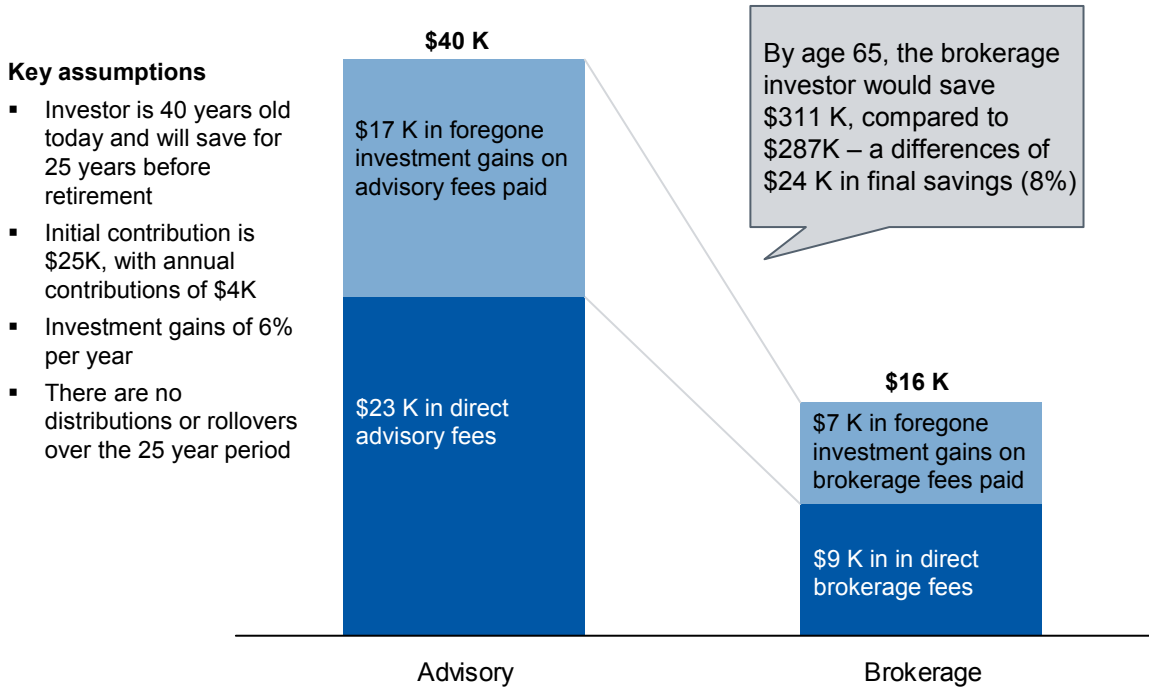 Key assumptions
▪ Investor is 40 years old
today and will save for
25 years before
retirement
▪ Initial contribution is
$25K, with annual
contributions of $4K
▪ Investment gains of 6%
per year
▪ There are no
distributions or rollovers
over the 25 year period
$40 K
$17 K in foregone
investment gains on
advisory fees paid
$23 K in direct
advisory fees
Advisory
By age 65, the brokerage
investor would save
$311 K, compared to
$287K – a differences of
$24 K in final savings (8%)
$16 K
$7 K in foregone
investment gains on
brokerage fees paid
$9 K in in direct
brokerage fees
Brokerage